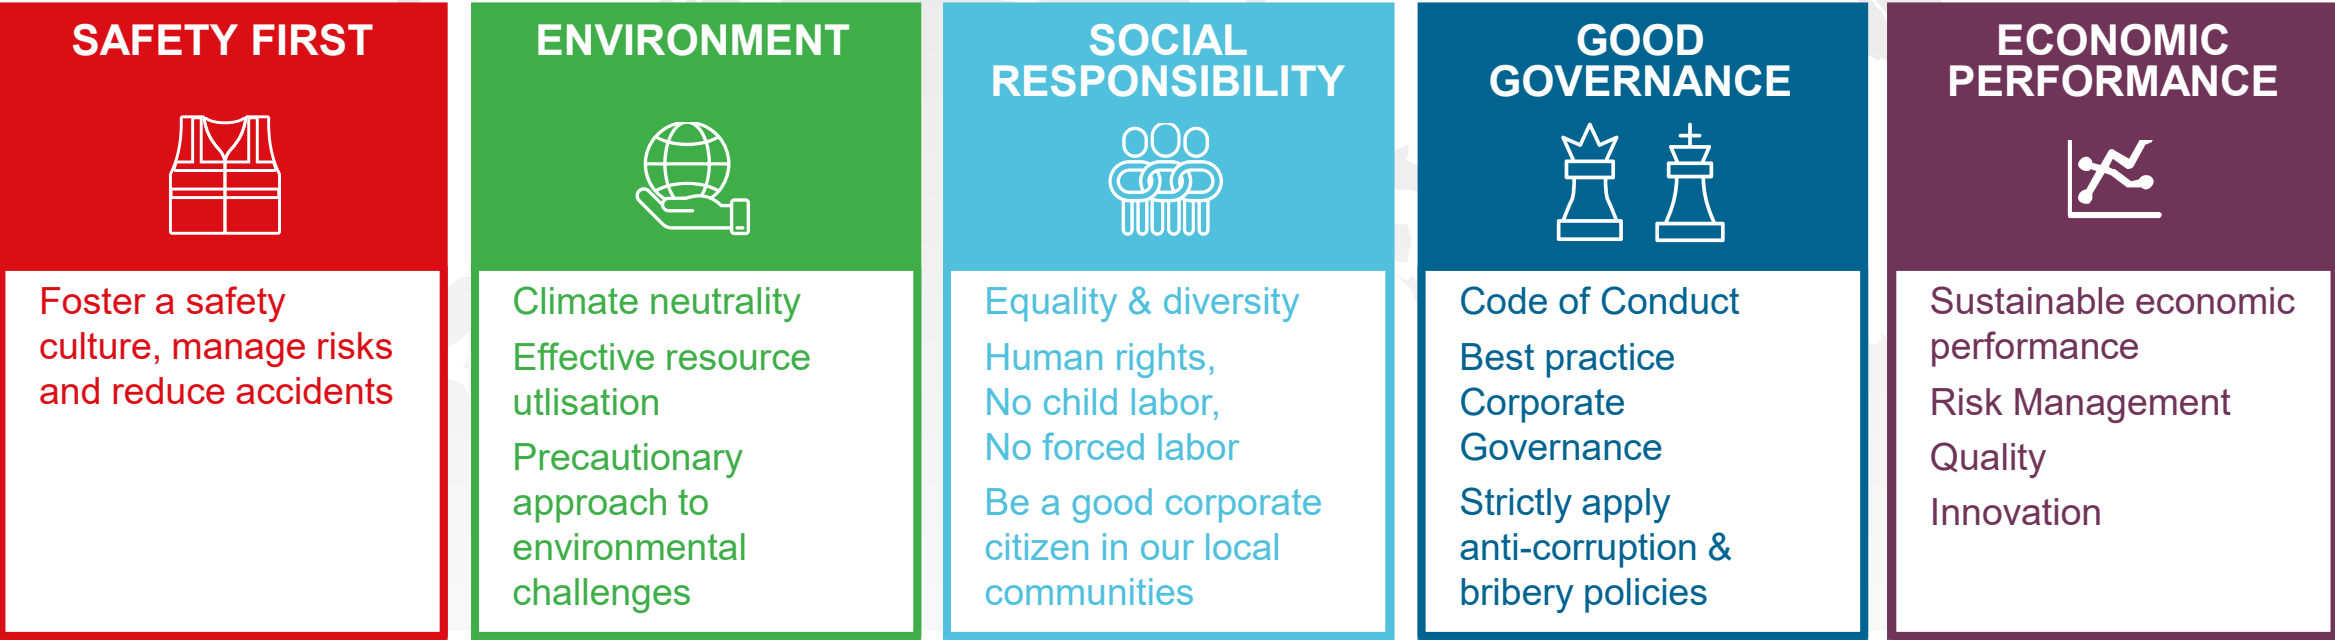 SAFETY FIRST
Foster a safety
culture, manage risks
and reduce accidents
ENVIRONMENT
Climate neutrality
Effective resource
utlisation
Precautionary
approach to
environmental
challenges
SOCIAL
RESPONSIBILITY
Equality & diversity
Human rights,
No child labor,
No forced labor
Be a good corporate
citizen in our local
communities
GOOD
GOVERNANCE
Code of Conduct
Best practice
Corporate
Governance
Strictly apply
anti-corruption &
bribery policies
ECONOMIC
PERFORMANCE
Sustainable economic
performance
Risk Management
Quality
Innovation